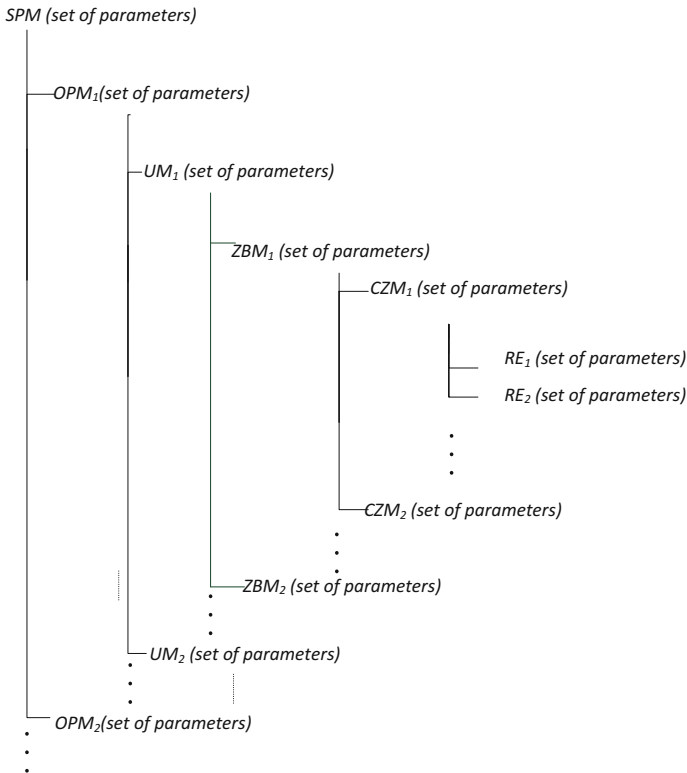 SPM (set of parameters)
OPM₁(set of parameters)
UM₁ (set of parameters)
ZBM₁ (set of parameters)
CZM₁ (set of parameters)
RE₁ (set of parameters)
RE₂ (set of parameters)
CZM₂ (set of parameters)
ZBM₂ (set of parameters)
UM₂ (set of parameters)
OPM₂(set of parameters)